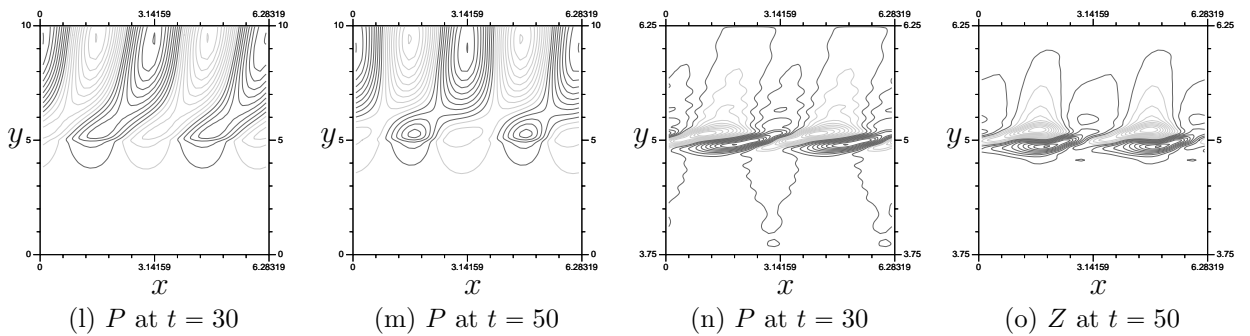 0 3.14159 6.28319 0 3.14159 6.28319 0 3.14159 6.28319 0 3.14159 6.28319
10 10 10 10 6.25 6.25 6.25 6.25
y 5 5 y 5 5 y 5 5 y 5 5
0 0 0 0 3.75 3.75 3.75 3.75
0 3.14159 6.28319 0 3.14159 6.28319 0 3.14159 6.28319 0 3.14159 6.28319
x x x x
(l) P at t = 30 (m) P at t = 50 (n) P at t = 30 (o) Z at t = 50